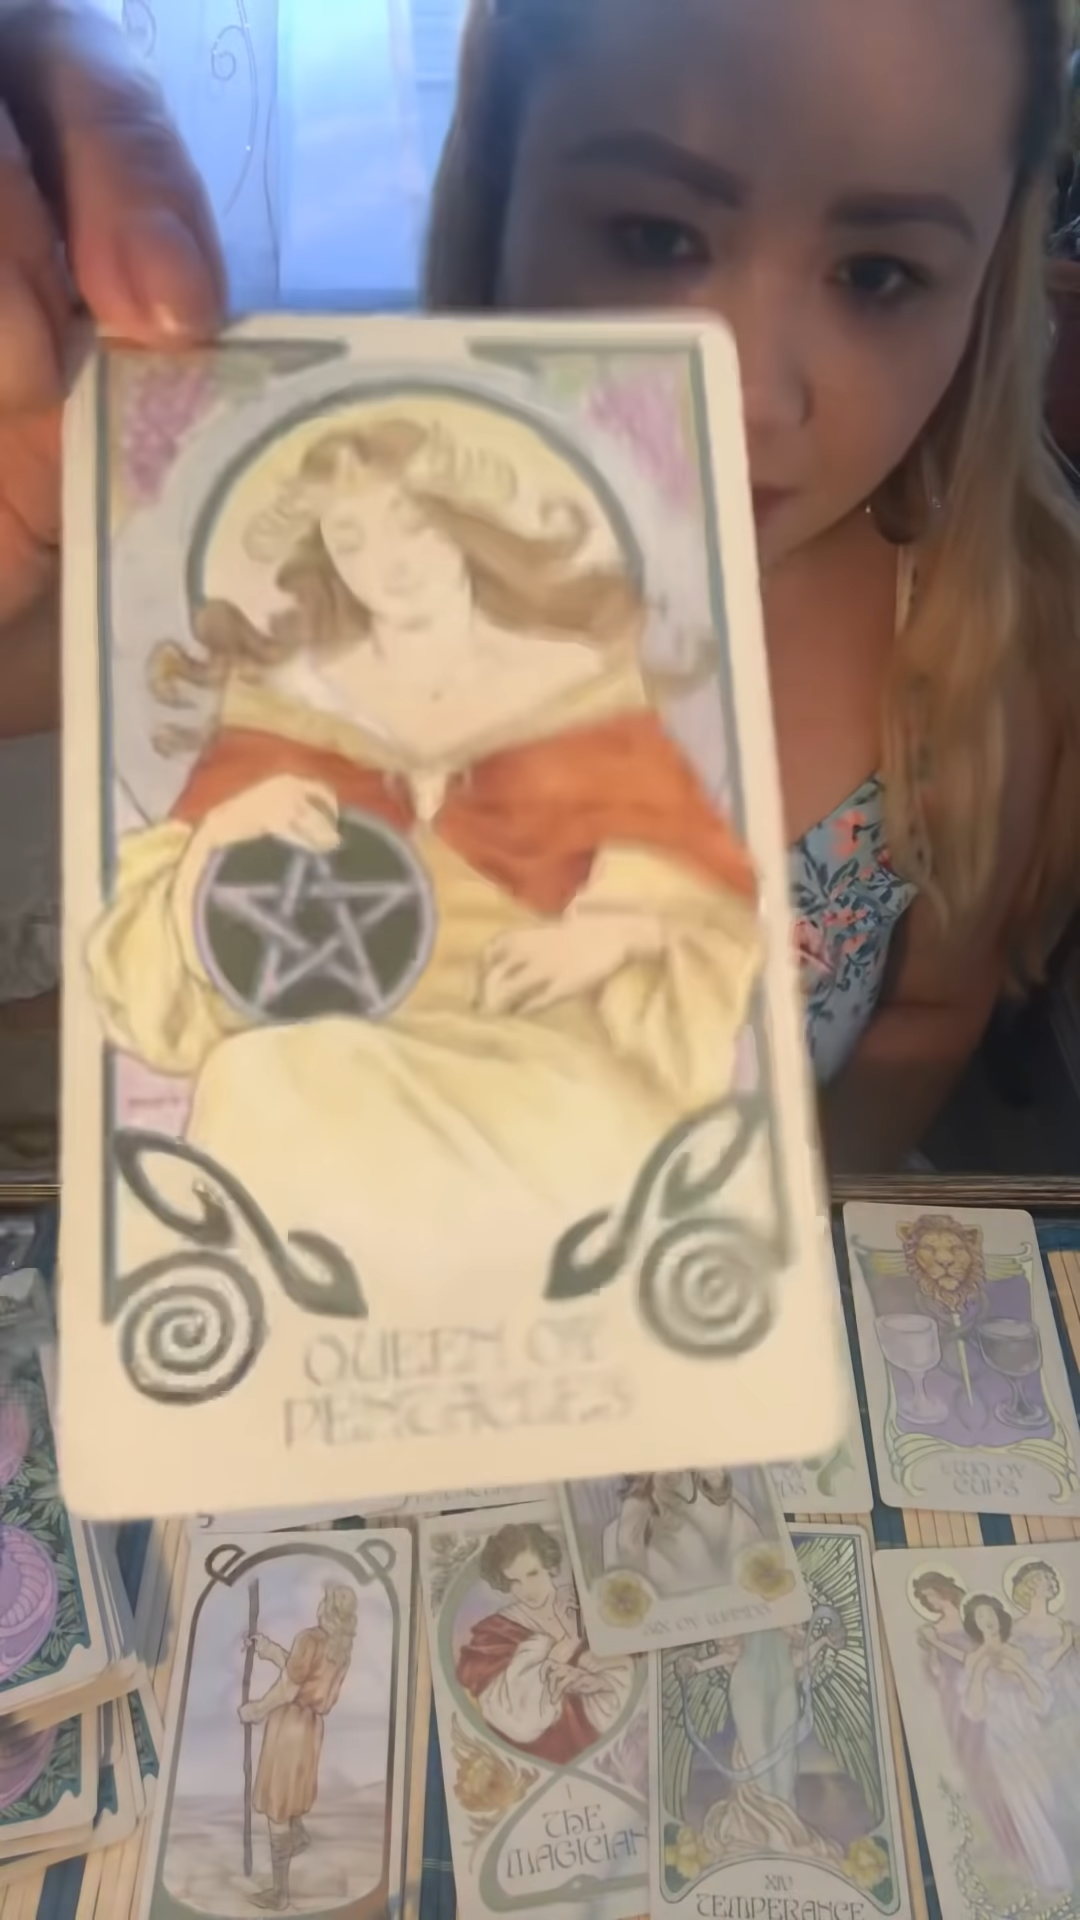 QUEEN OF
PENTACLES
TWO OF
CUPS
I
THE
MAGICIAN
XIV
TEMPERANCE